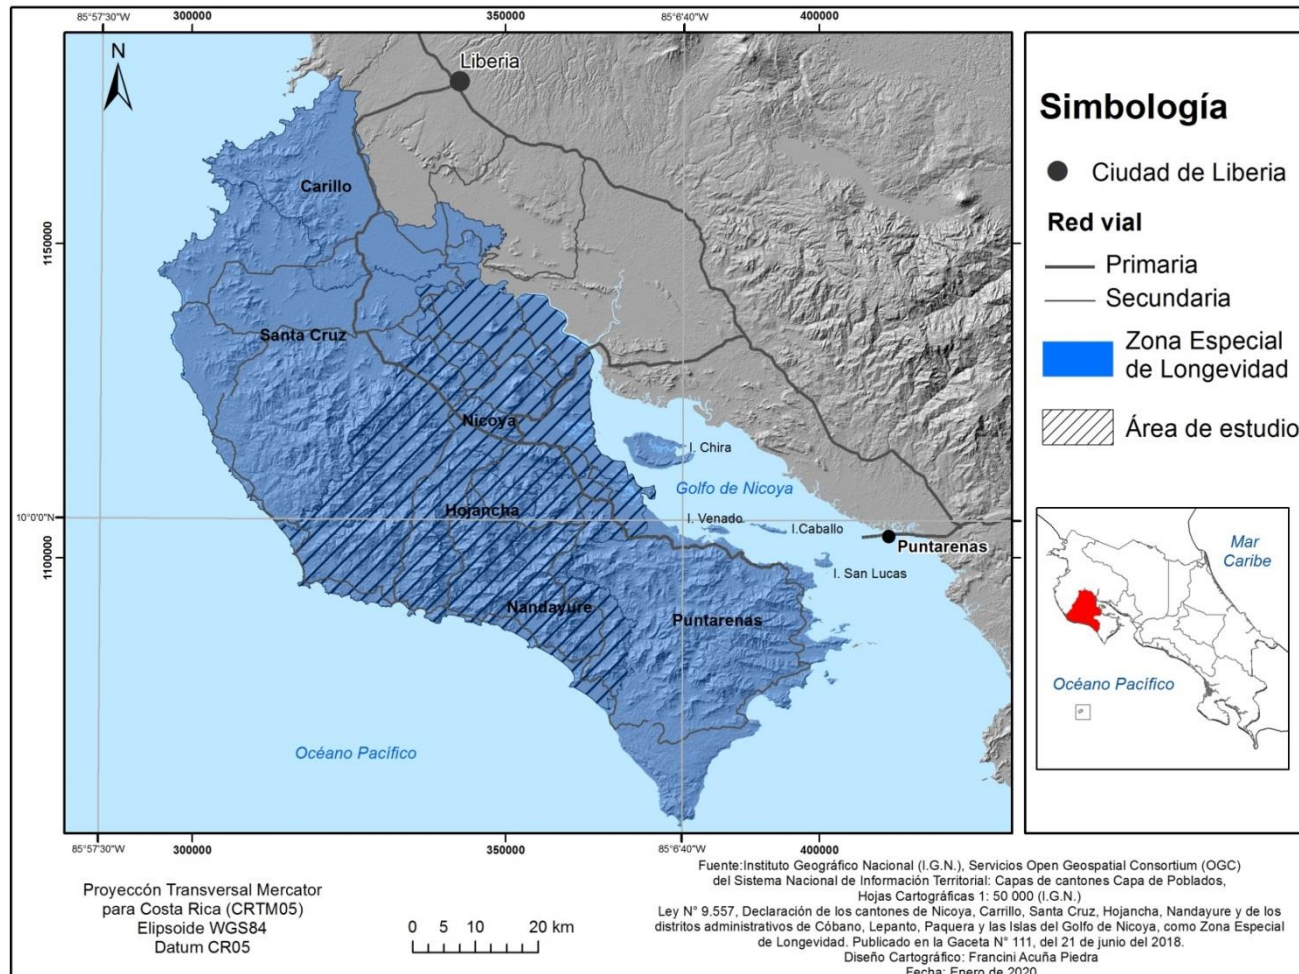 85°57'30"W
300000
350000
85°6'40"W
400000
N
Liberia
Carillo
1150000
Santa Cruz
Nicoya
I. Chira
Golfo de Nicoya
10°0'0"N
Hojancha
I. Venado
I.Caballo
Puntarenas
1100000
I. San Lucas
Nandayure
Puntarenas
Océano Pacífico
85°57'30"W
300000
350000
85°6'40"W
400000
Simbología
Ciudad de Liberia
Red vial
Primaria
Secundaria
Zona Especial
de Longevidad
Área de estudio
Mar
Caribe
Océano Pacífico
Proyeccón Transversal Mercator
para Costa Rica (CRTM05)
Elipsoide WGS84
Datum CR05
0 5 10 20 km
Fuente:Instituto Geográfico Nacional (I.G.N.), Servicios Open Geospatial Consortium (OGC)
del Sistema Nacional de Información Territorial: Capas de cantones Capa de Poblados,
Hojas Cartográficas 1: 50 000 (I.G.N.)
Ley N° 9.557, Declaración de los cantones de Nicoya, Carrillo, Santa Cruz, Hojancha, Nandayure y de los
distritos administrativos de Cóbano, Lepanto, Paquera y las Islas del Golfo de Nicoya, como Zona Especial
de Longevidad. Publicado en la Gaceta N° 111, del 21 de junio del 2018.
Diseño Cartográfico: Francini Acuña Piedra
Fecha: Enero de 2020